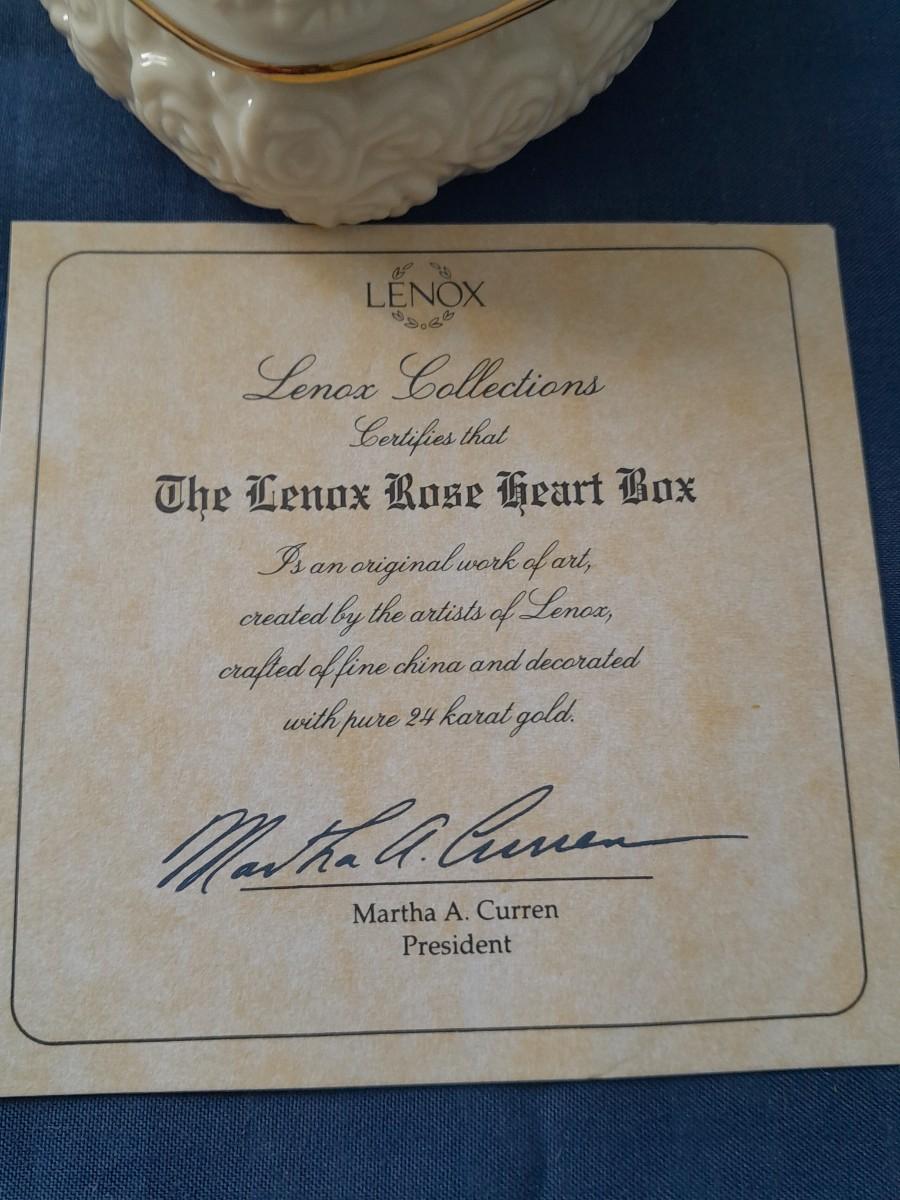 LENOX
Lenox Collections
Certifies that
The Lenox Rose Heart Box
Is an original work of art,
created by the artists of Lenox,
crafted of fine china and decorated
with pure 24 karat gold.
Martha A. Curren
Martha A. Curren
President